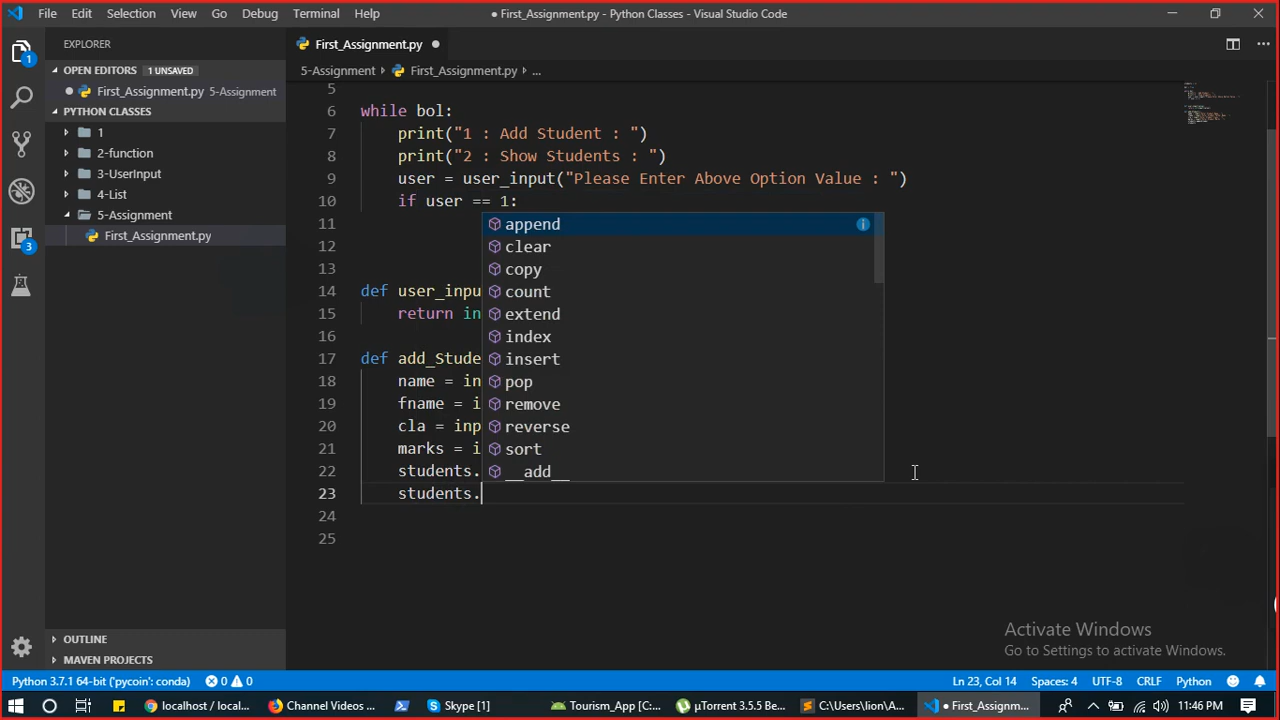 File Edit Selection View Go Debug Terminal Help
● First_Assignment.py - Python Classes - Visual Studio Code
EXPLORER
First_Assignment.py ●
OPEN EDITORS 1 UNSAVED
● First_Assignment.py 5-Assignment
5-Assignment First_Assignment.py ...
PYTHON CLASSES
1
2-function
3-UserInput
4-List
5-Assignment
First_Assignment.py
1
3
5
6 while bol:
7 print("1 : Add Student : ")
8 print("2 : Show Students : ")
9 user = user_input("Please Enter Above Option Value : ")
10 if user == 1:
11
12
13
14 def user_inpu
15 return in
16
17 def add_Stude
18 name = in
19 fname = i
20 cla = inp
21 marks = i
22 students.
23 students.
24
25
append
clear
copy
count
extend
index
insert
pop
remove
reverse
sort
__add__
OUTLINE
MAVEN PROJECTS
Activate Windows
Go to Settings to activate Windows.
Python 3.7.1 64-bit ('pycoin': conda) 0 0 Ln 23, Col 14 Spaces: 4 UTF-8 CRLF Python
localhost / local... Channel Videos ... Skype [1] Tourism_App [C:... µTorrent 3.5.5 Be... C:\Users\lion\A... ● First_Assignm... 11:46 PM